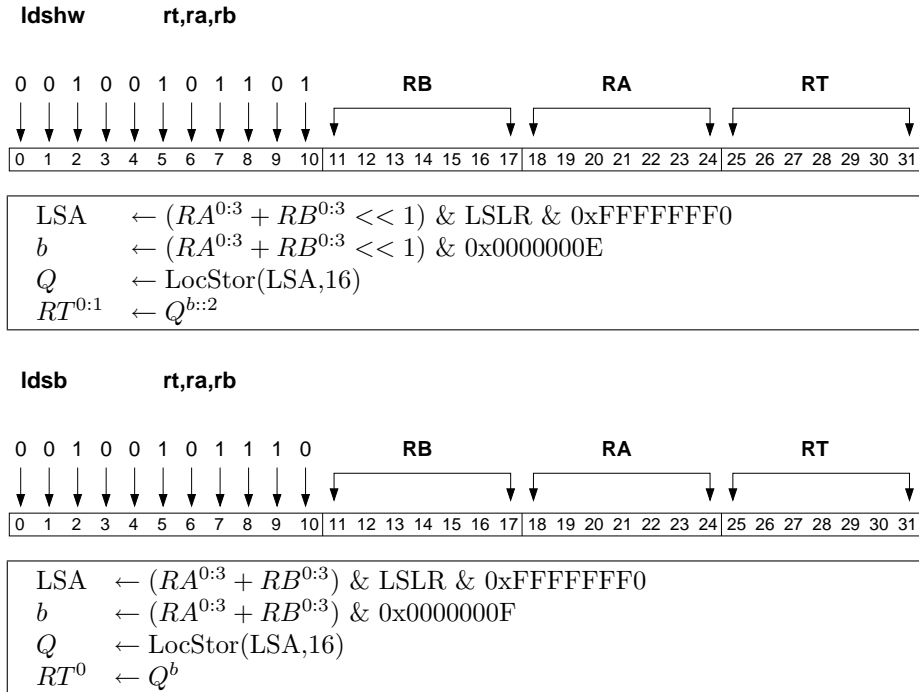 ldshw rt,ra,rb
0 0 1 0 0 1 0 1 1 0 1 RB RA RT
0 1 2 3 4 5 6 7 8 9 10 11 12 13 14 15 16 17 18 19 20 21 22 23 24 25 26 27 28 29 30 31
LSA ← (RA^{0:3} + RB^{0:3} << 1) & LSLR & 0xFFFFFFF0
b ← (RA^{0:3} + RB^{0:3} << 1) & 0x0000000E
Q ← LocStor(LSA,16)
RT^{0:1} ← Q^{b::2}
ldsb rt,ra,rb
0 0 1 0 0 1 0 1 1 1 0 RB RA RT
0 1 2 3 4 5 6 7 8 9 10 11 12 13 14 15 16 17 18 19 20 21 22 23 24 25 26 27 28 29 30 31
LSA ← (RA^{0:3} + RB^{0:3}) & LSLR & 0xFFFFFFF0
b ← (RA^{0:3} + RB^{0:3}) & 0x0000000F
Q ← LocStor(LSA,16)
RT^{0} ← Q^{b}